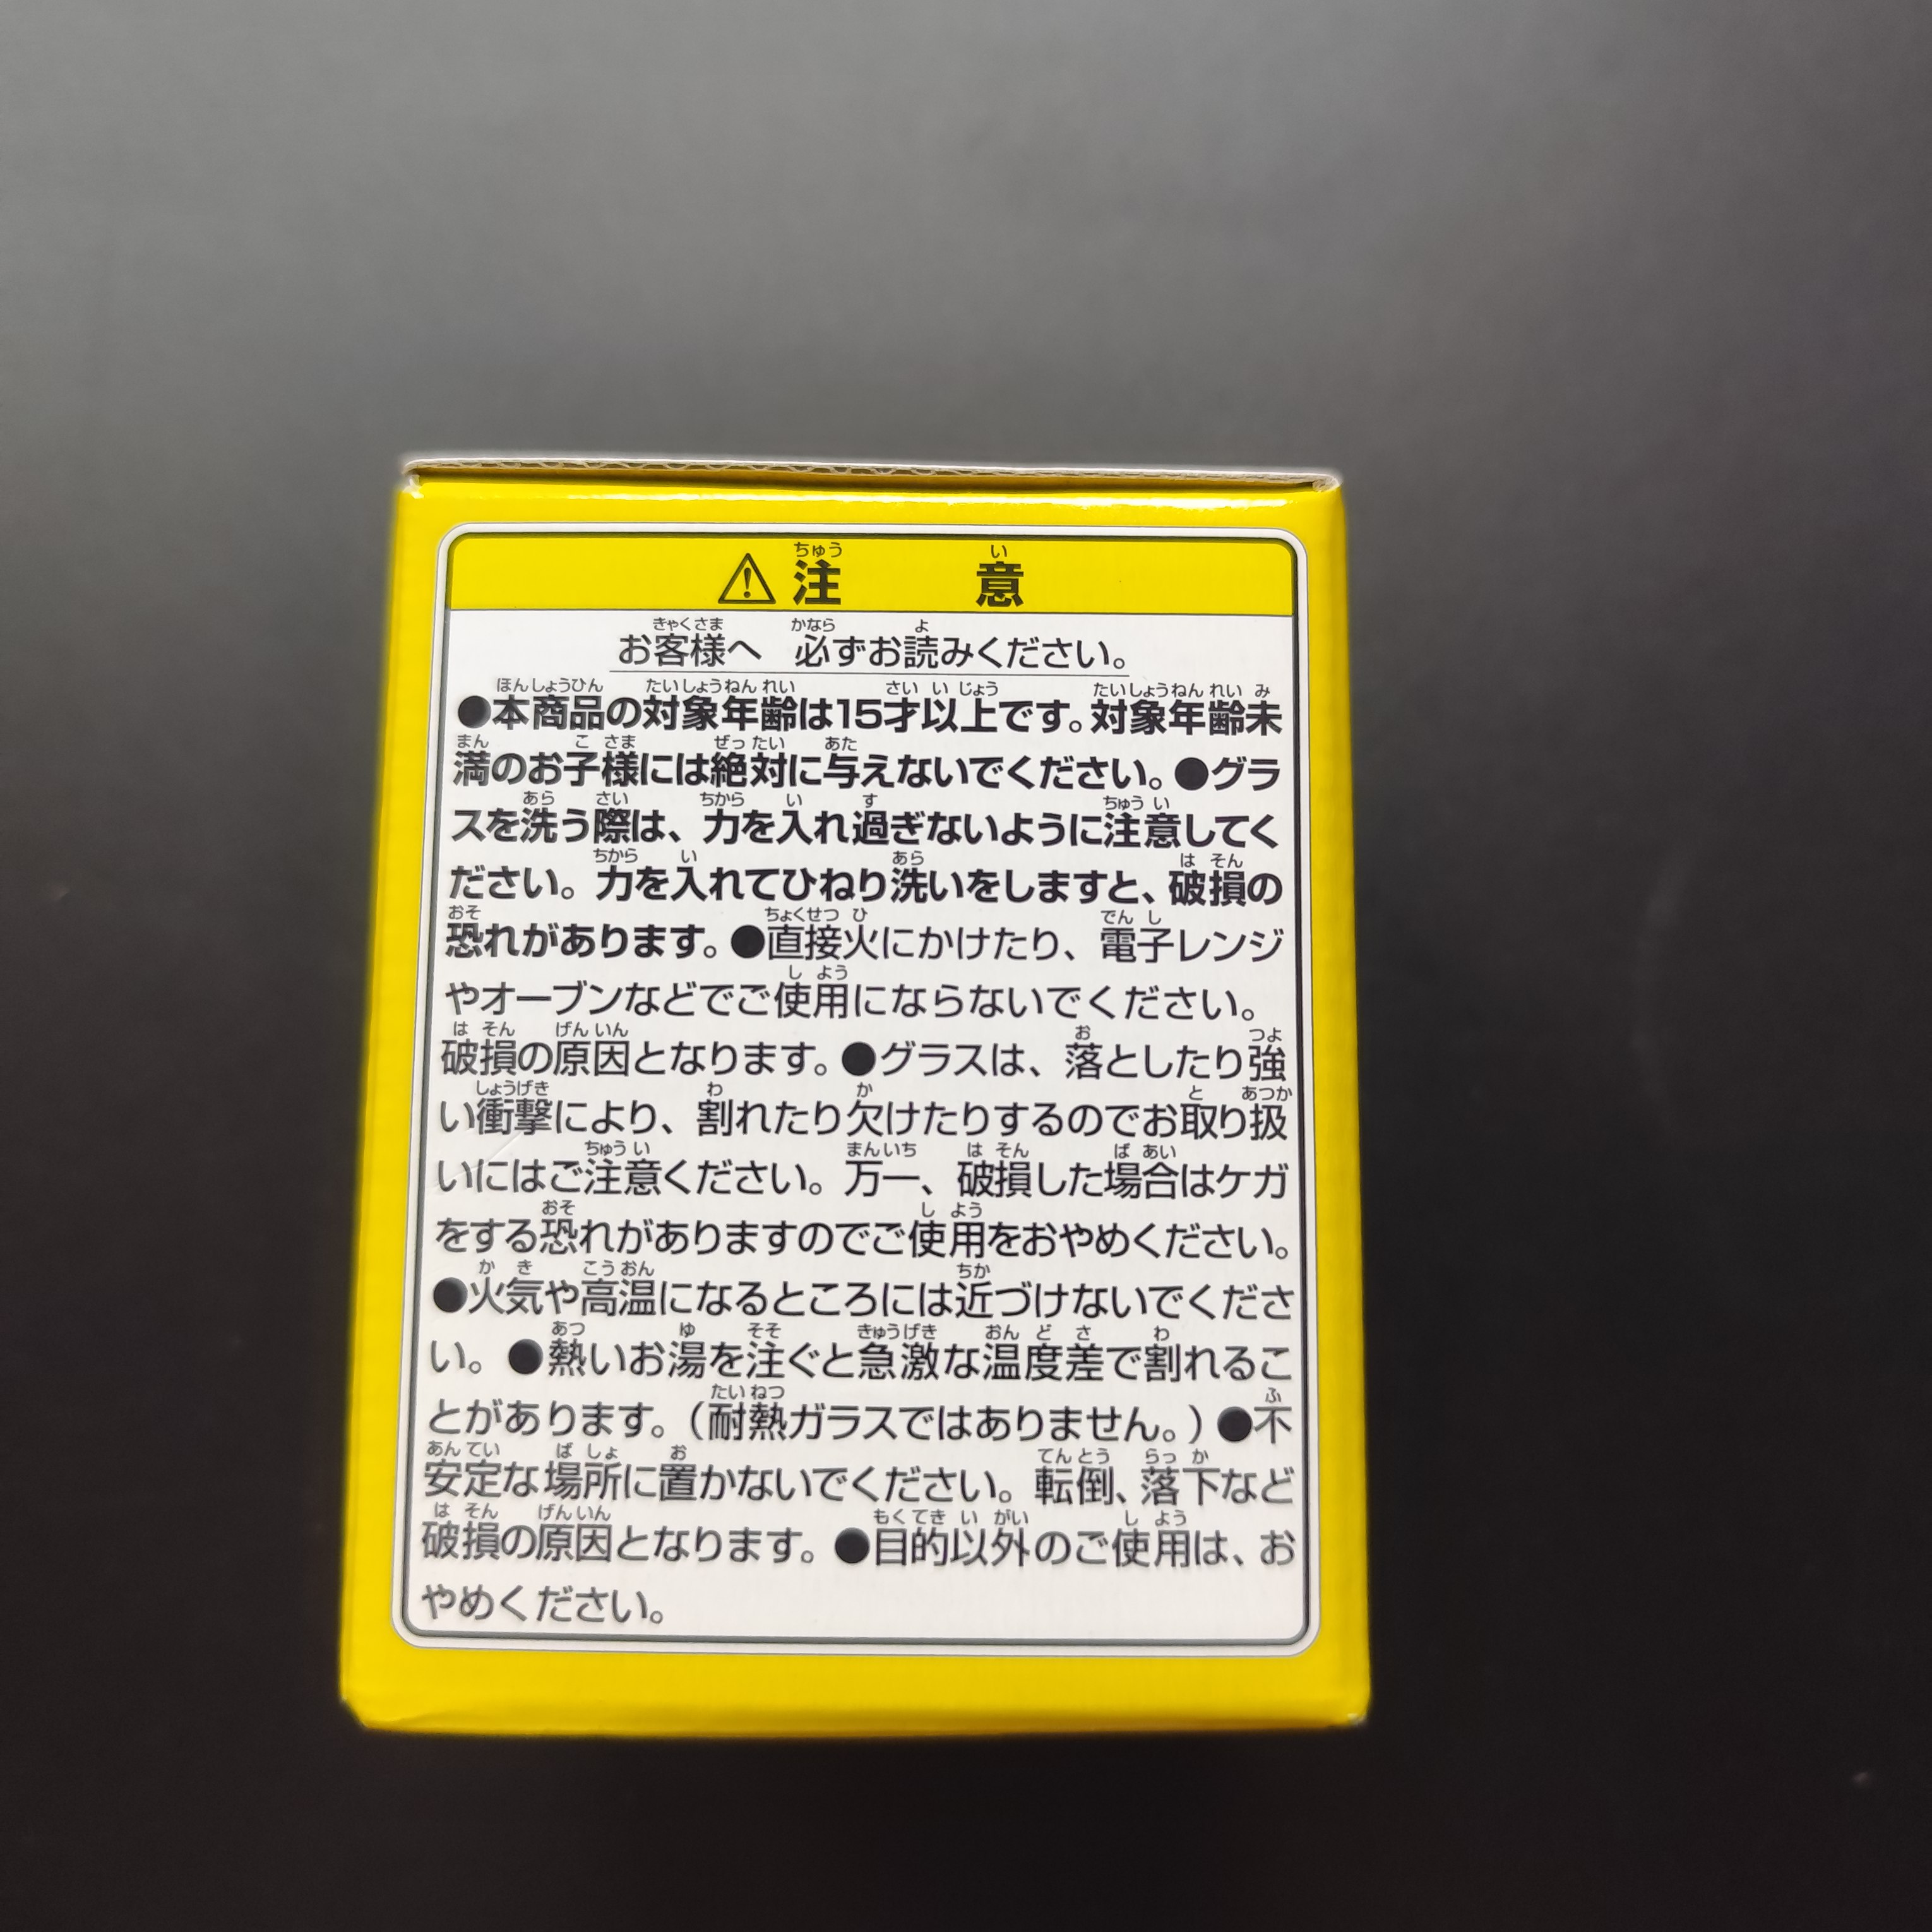 ⚠注 意
お客様へ 必ずお読みください。
●本商品の対象年齢は15才以上です。対象年齢未
満のお子様には絶対に与えないでください。●グラ
スを洗う際は、力を入れ過ぎないように注意してく
ださい。力を入れてひねり洗いをしますと、破損の
恐れがあります。●直接火にかけたり、電子レンジ
やオーブンなどでご使用にならないでください。
破損の原因となります。●グラスは、落としたり強
い衝撃により、割れたり欠けたりするのでお取り扱
いにはご注意ください。万一、破損した場合はケガ
をする恐れがありますのでご使用をおやめください。
●火気や高温になるところには近づけないでくださ
い。●熱いお湯を注ぐと急激な温度差で割れるこ
とがあります。(耐熱ガラスではありません。)●不
安定な場所に置かないでください。転倒、落下など
破損の原因となります。●目的以外のご使用は、お
やめください。